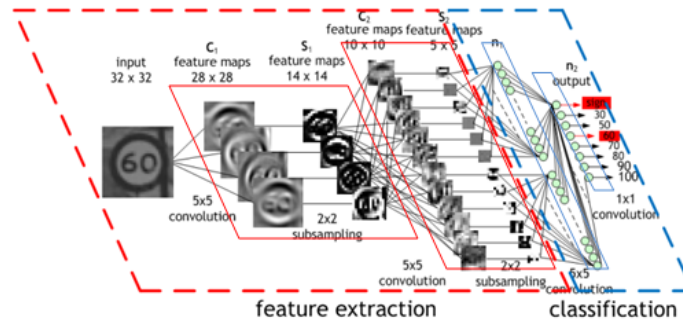 input
32 x 32
C1
feature maps
28 x 28
S1
feature maps
14 x 14
C2
feature maps
10 x 10
S2
feature maps
5 x 5
n1
n2
output
sign
30
50
60
70
80
90
100
60
5x5
convolution
2x2
subsampling
5x5
convolution
2x2
subsampling
6x5
convolution
1x1
convolution
feature extraction
classification